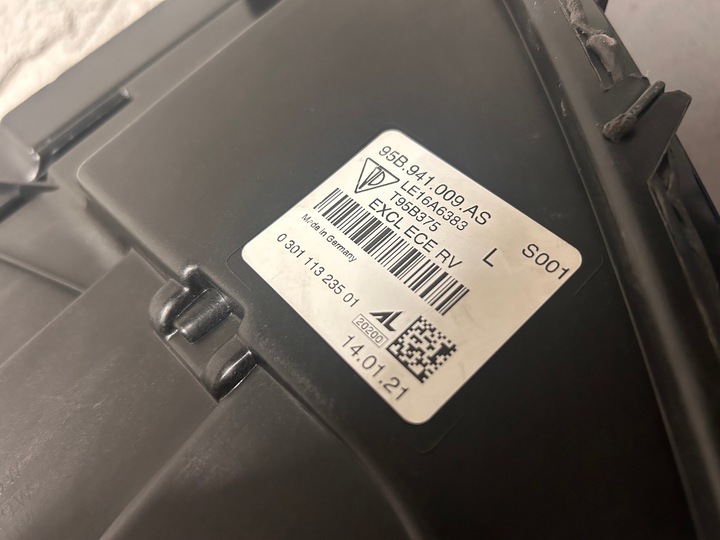 95B.941.009.AS
LE16A6383
T95B375
EXCL ECE RV
L
S001
Made in Germany
0 301 113 235 01
AL
20200
14.01.21